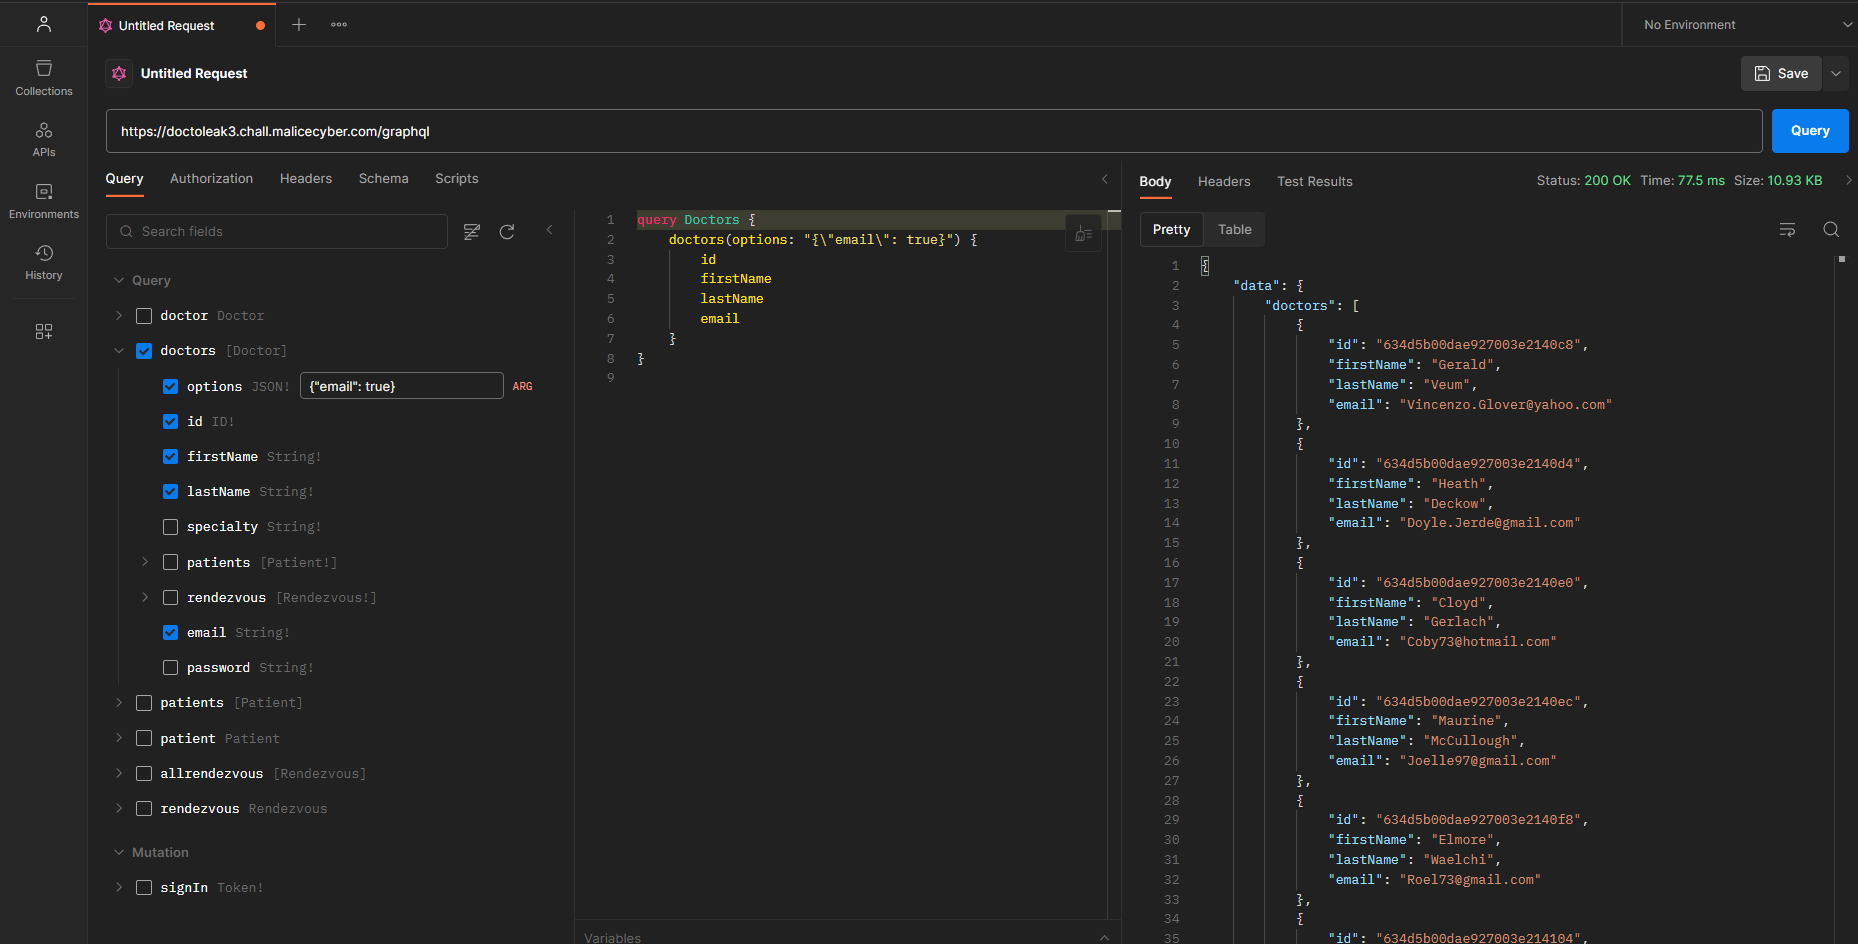 Untitled Request
No Environment
Untitled Request
Save
Collections
APIs
Environments
History
https://doctoleak3.chall.malicecyber.com/graphql
Query
Query
Authorization
Headers
Schema
Scripts
Search fields
Query
doctor Doctor
doctors [Doctor]
options JSON! {"email": true} ARG
id ID!
firstName String!
lastName String!
specialty String!
patients [Patient!]
rendezvous [Rendezvous!]
email String!
password String!
patients [Patient]
patient Patient
allrendezvous [Rendezvous]
rendezvous Rendezvous
Mutation
signIn Token!
1 query Doctors {
2 doctors(options: "{\"email\": true}") {
3 id
4 firstName
5 lastName
6 email
7 }
8 }
9
Variables
Body
Headers
Test Results
Status: 200 OK Time: 77.5 ms Size: 10.93 KB
Pretty
Table
1 {
2 "data": {
3 "doctors": [
4 {
5 "id": "634d5b00dae927003e2140c8",
6 "firstName": "Gerald",
7 "lastName": "Veum",
8 "email": "Vincenzo.Glover@yahoo.com"
9 },
10 {
11 "id": "634d5b00dae927003e2140d4",
12 "firstName": "Heath",
13 "lastName": "Deckow",
14 "email": "Doyle.Jerde@gmail.com"
15 },
16 {
17 "id": "634d5b00dae927003e2140e0",
18 "firstName": "Cloyd",
19 "lastName": "Gerlach",
20 "email": "Coby73@hotmail.com"
21 },
22 {
23 "id": "634d5b00dae927003e2140ec",
24 "firstName": "Maurine",
25 "lastName": "McCullough",
26 "email": "Joelle97@gmail.com"
27 },
28 {
29 "id": "634d5b00dae927003e2140f8",
30 "firstName": "Elmore",
31 "lastName": "Waelchi",
32 "email": "Roel73@gmail.com"
33 },
34 {
35 "id": "634d5b00dae927003e214104",